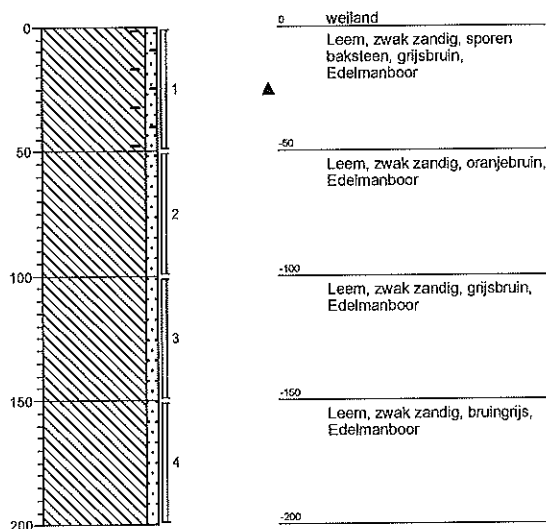 0
50
100
150
200
1
2
3
4
0 weiland
Leem, zwak zandig, sporen
baksteen, grijsbruin,
Edelmanboor
-50
Leem, zwak zandig, oranjebruin,
Edelmanboor
-100
Leem, zwak zandig, grijsbruin,
Edelmanboor
-150
Leem, zwak zandig, bruingrijs,
Edelmanboor
-200